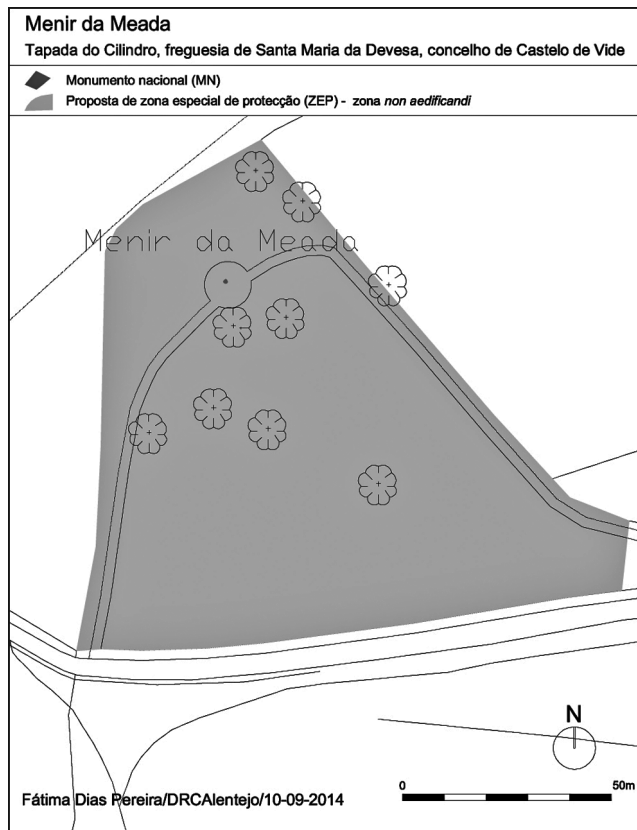 Menir da Meada
Tapada do Cilindro, freguesia de Santa Maria da Devesa, concelho de Castelo de Vide
Monumento nacional (MN)
Proposta de zona especial de protecção (ZEP) - zona non aedificandi
Menir da Meada
N
0 50m
Fátima Dias Pereira/DRCAlentejo/10-09-2014